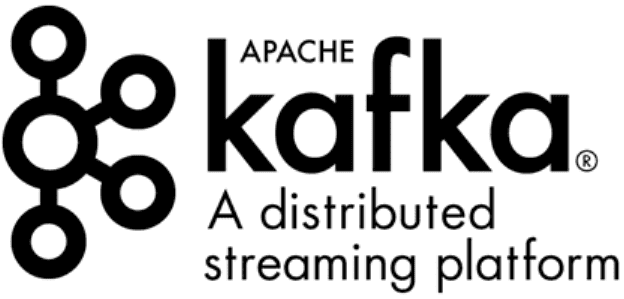 APACHE
kafka®
A distributed
streaming platform